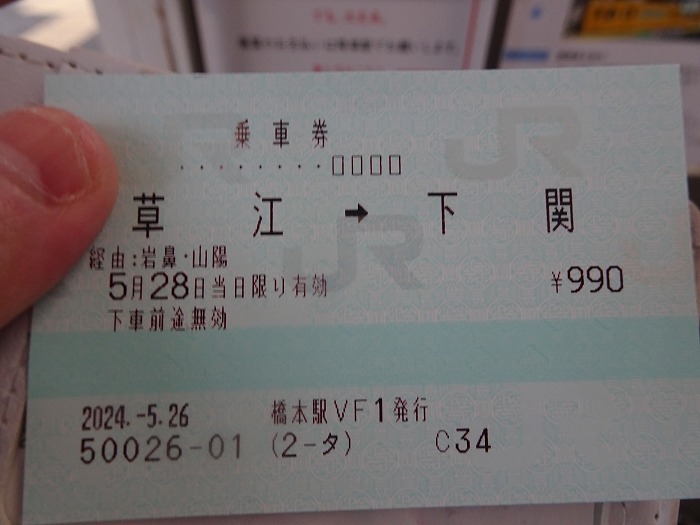 乗車券
········□□□□
草江 → 下関
経由:岩鼻·山陽
5月28日当日限り有効 ¥990
下車前途無効
2024.-5.26 橋本駅VF1発行
50026-01 (2-タ) C34
JR
JR